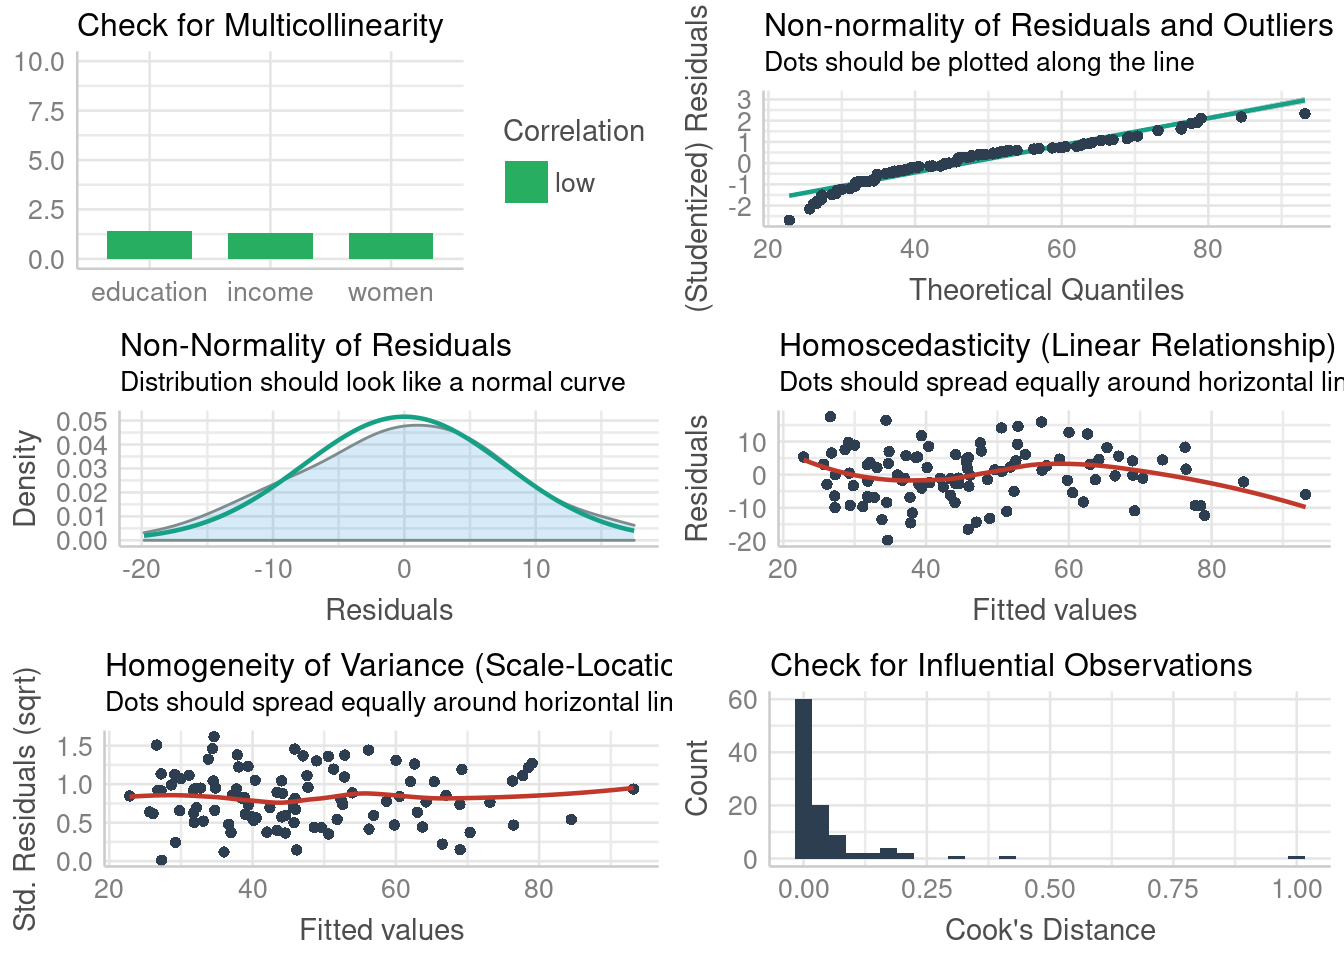 Check for Multicollinearity
10.0
7.5
5.0
2.5
0.0
education income women
Correlation
low
Non-normality of Residuals and Outliers
Dots should be plotted along the line
(Studentized) Residuals
3
2
1
0
-1
-2
20 40 60 80
Theoretical Quantiles
Non-Normality of Residuals
Distribution should look like a normal curve
Density
0.05
0.04
0.03
0.02
0.01
0.00
-20 -10 0 10
Residuals
Homoscedasticity (Linear Relationship)
Dots should spread equally around horizontal lin
Residuals
10
0
-10
-20
20 40 60 80
Fitted values
Homogeneity of Variance (Scale-Locatic
Dots should spread equally around horizontal lin
Std. Residuals (sqrt)
1.5
1.0
0.5
0.0
20 40 60 80
Fitted values
Check for Influential Observations
Count
60
40
20
0
0.00 0.25 0.50 0.75 1.00
Cook's Distance